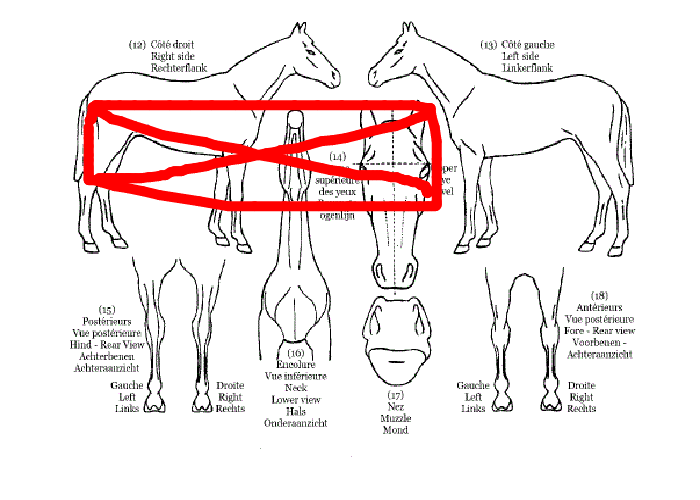 (12) Côté droit
Right side
Rechterflank
(13) Côté gauche
Left side
Linkerflank
(14)
supérieure
des yeux
ogenlijn
(15)
Postérieurs
Vue postérieure
Hind - Rear View
Achterbenen
Achteraanzicht
Gauche
Left
Links
Droite
Right
Rechts
(16)
Encolure
Vue inférieure
Neck
Lower view
Hals
Onderaanzicht
(17)
Nez
Muzzle
Mond
(18)
Antérieurs
Vue postérieure
Fore - Rear view
Voorbenen -
Achteraanzicht
Gauche
Left
Links
Droite
Right
Rechts